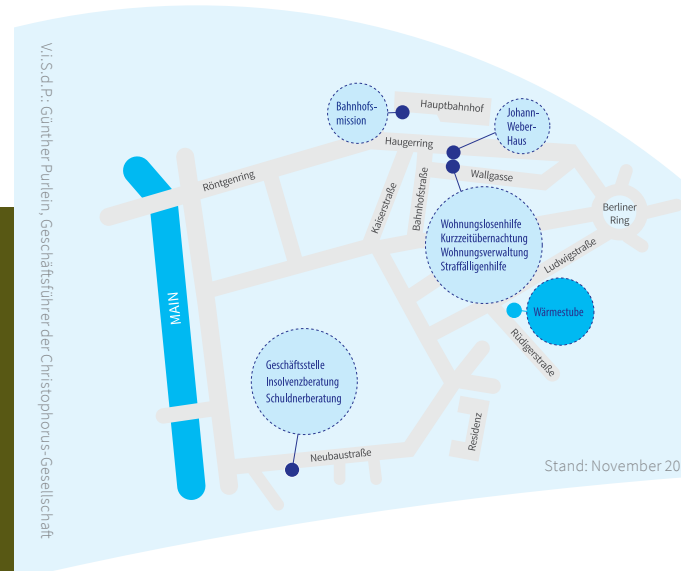 V.i.S.d.P.: Günther Purlein, Geschäftsführer der Christophorus-Gesellschaft
Bahnhofs-
mission
Hauptbahnhof
Johann-
Weber-
Haus
Haugerring
Wallgasse
Röntgenring
Kaiserstraße
Bahnhofstraße
Berliner
Ring
Wohnungslosenhilfe
Kurzzeitübernachtung
Wohnungsverwaltung
Straffälligenhilfe
Ludwigstraße
MAIN
Wärmestube
Rüdigerstraße
Geschäftsstelle
Insolvenzberatung
Schuldnerberatung
Residenz
Neubaustraße
Stand: November 20